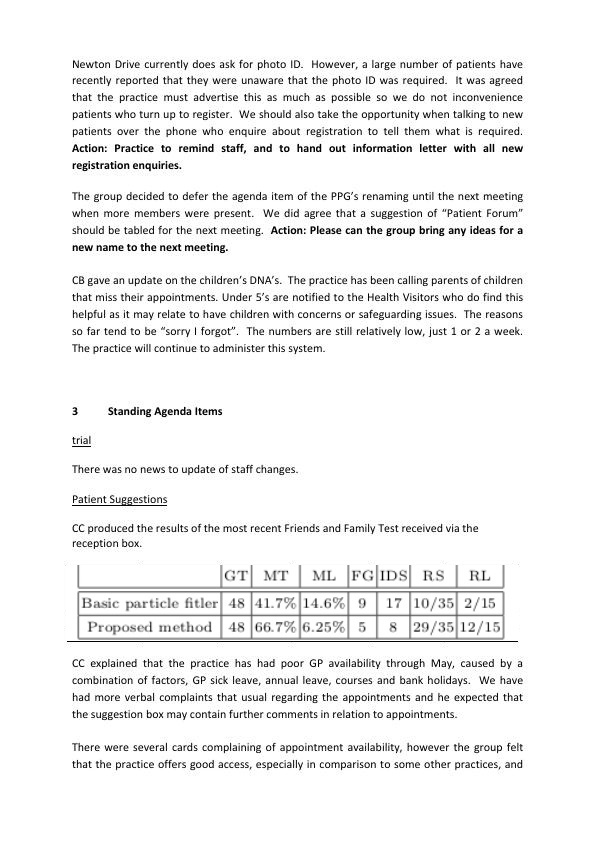 Newton Drive currently does ask for photo ID. However, a large number of patients have
recently reported that they were unaware that the photo ID was required. It was agreed
that the practice must advertise this as much as possible so we do not inconvenience
patients who turn up to register. We should also take the opportunity when talking to new
patients over the phone who enquire about registration to tell them what is required.
Action: Practice to remind staff, and to hand out information letter with all new
registration enquiries.
The group decided to defer the agenda item of the PPG's renaming until the next meeting
when more members were present. We did agree that a suggestion of "Patient Forum"
should be tabled for the next meeting. Action: Please can the group bring any ideas for a
new name to the next meeting.
CB gave an update on the children's DNA's. The practice has been calling parents of children
that miss their appointments. Under 5's are notified to the Health Visitors who do find this
helpful as it may relate to have children with concerns or safeguarding issues. The reasons
so far tend to be "sorry I forgot". The numbers are still relatively low, just 1 or 2 a week.
The practice will continue to administer this system.
3 Standing Agenda Items
trial
There was no news to update of staff changes.
Patient Suggestions
CC produced the results of the most recent Friends and Family Test received via the
reception box.
GT MT ML FG IDS RS RL
Basic particle fitler 48 41.7% 14.6% 9 17 10/35 2/15
Proposed method 48 66.7% 6.25% 5 8 29/35 12/15
CC explained that the practice has had poor GP availability through May, caused by a
combination of factors, GP sick leave, annual leave, courses and bank holidays. We have
had more verbal complaints that usual regarding the appointments and he expected that
the suggestion box may contain further comments in relation to appointments.
There were several cards complaining of appointment availability, however the group felt
that the practice offers good access, especially in comparison to some other practices, and